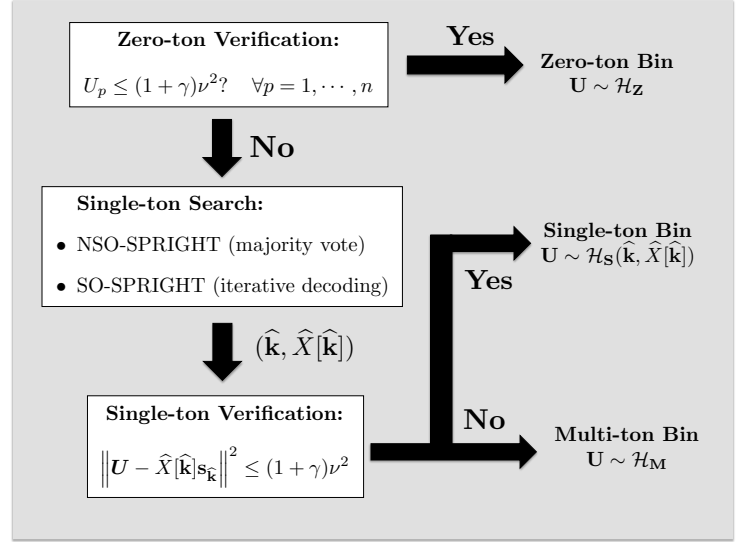 Zero-ton Verification:
U_p ≤ (1 + γ)ν²? ∀p = 1, · · · , n
Yes
Zero-ton Bin
U ∼ ℋ_Z
No
Single-ton Search:
• NSO-SPRIGHT (majority vote)
• SO-SPRIGHT (iterative decoding)
Single-ton Bin
U ∼ ℋ_S(k̂, X̂[k̂])
Yes
(k̂, X̂[k̂])
Single-ton Verification:
‖U − X̂[k̂]s_k̂‖² ≤ (1 + γ)ν²
No
Multi-ton Bin
U ∼ ℋ_M